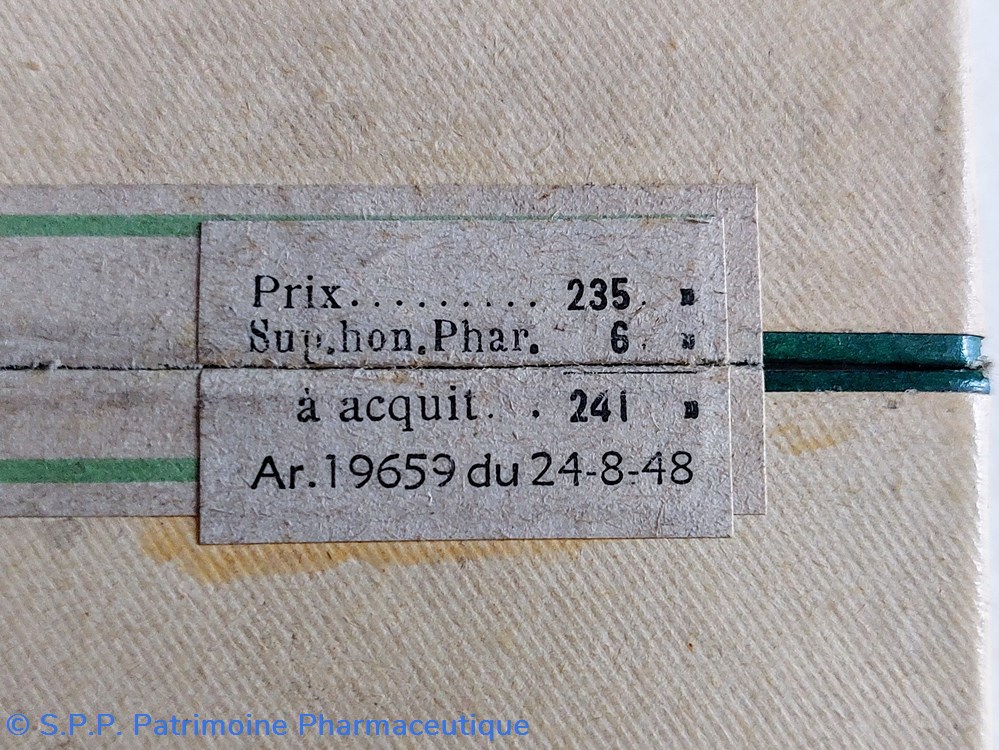 Prix.......... 235 »
Sup.hon.Phar. 6 »
à acquit. . 241 »
Ar.19659 du 24-8-48
© S.P.P. Patrimoine Pharmaceutique